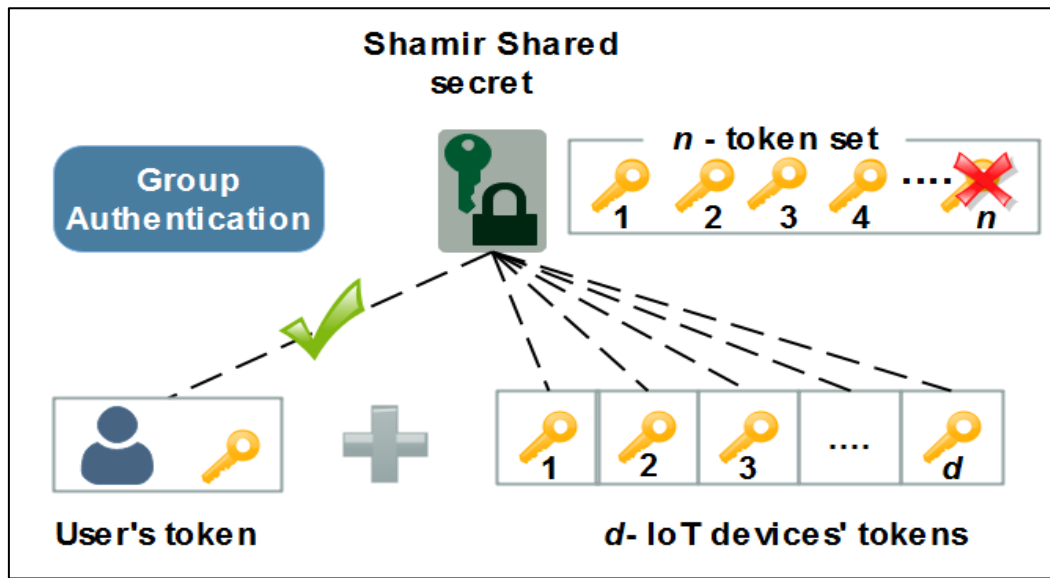 Shamir Shared
secret
Group
Authentication
n - token set
1 2 3 4 .... n
1 2 3 .... d
User's token
d- IoT devices' tokens